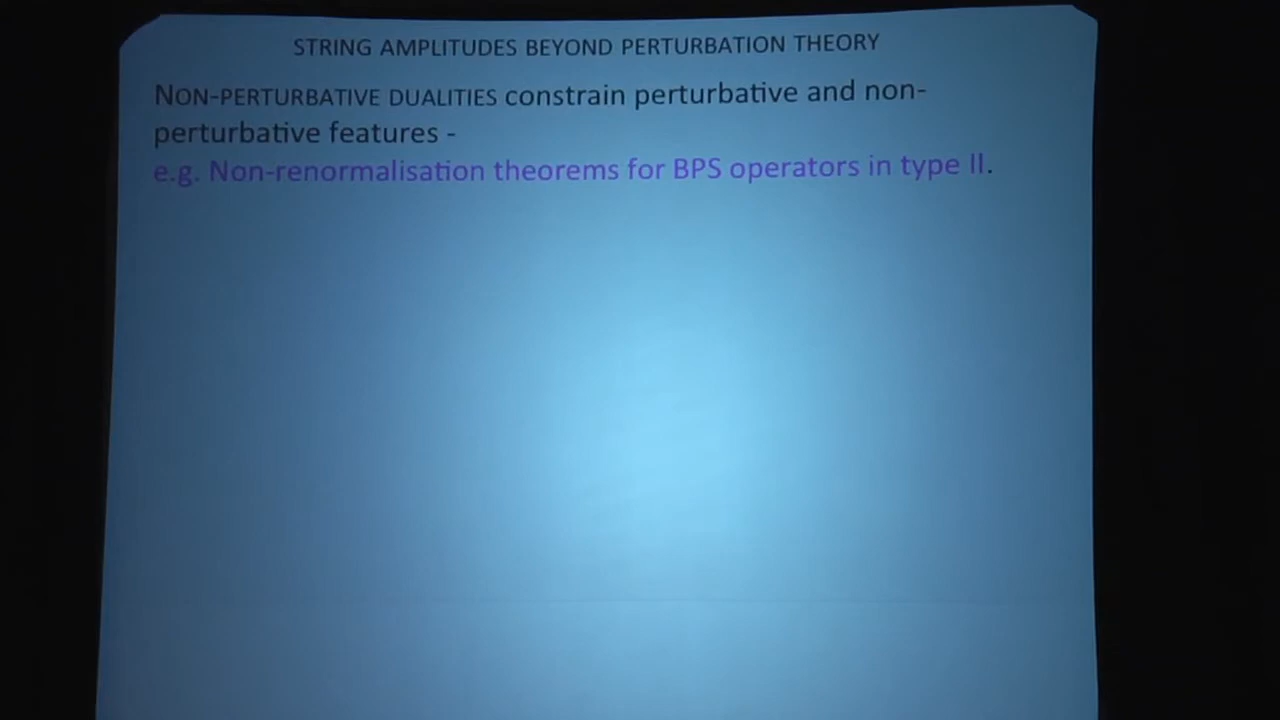 STRING AMPLITUDES BEYOND PERTURBATION THEORY
NON-PERTURBATIVE DUALITIES constrain perturbative and non-
perturbative features -
e.g. Non-renormalisation theorems for BPS operators in type II.